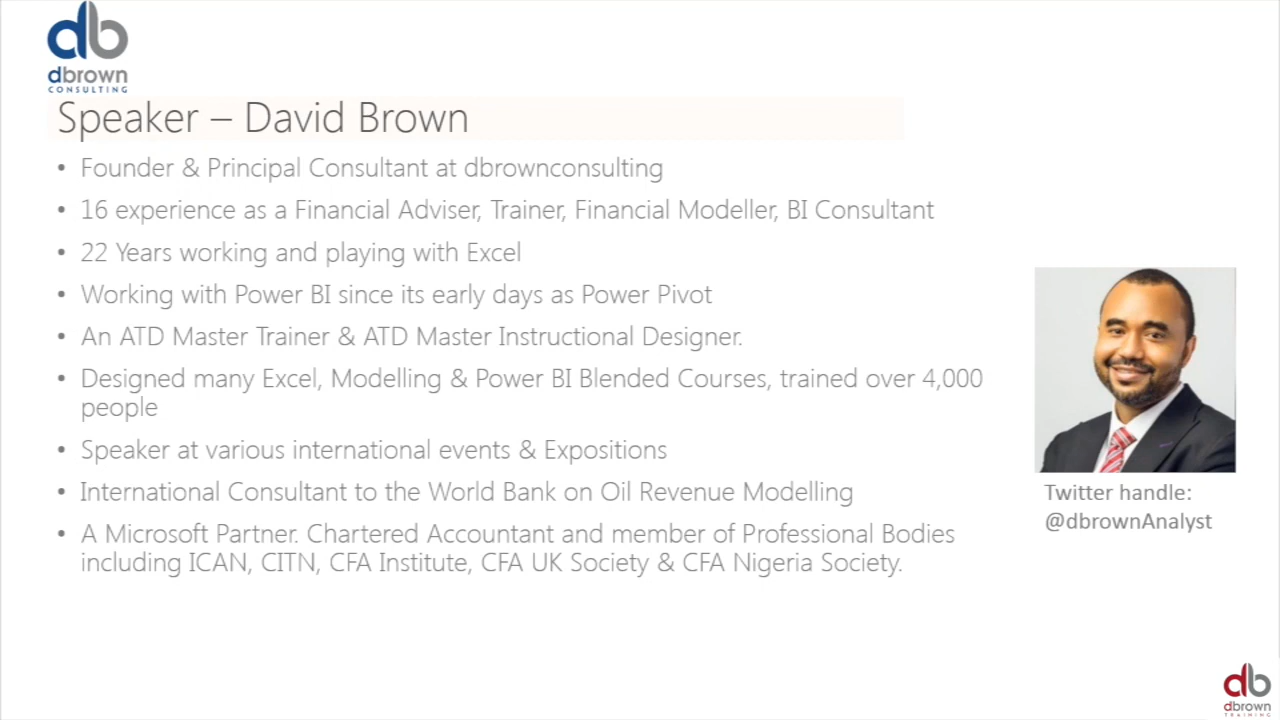 db
dbrown
CONSULTING
Speaker – David Brown
• Founder & Principal Consultant at dbrownconsulting
• 16 experience as a Financial Adviser, Trainer, Financial Modeller, BI Consultant
• 22 Years working and playing with Excel
• Working with Power BI since its early days as Power Pivot
• An ATD Master Trainer & ATD Master Instructional Designer.
• Designed many Excel, Modelling & Power BI Blended Courses, trained over 4,000
people
• Speaker at various international events & Expositions
• International Consultant to the World Bank on Oil Revenue Modelling
• A Microsoft Partner. Chartered Accountant and member of Professional Bodies
including ICAN, CITN, CFA Institute, CFA UK Society & CFA Nigeria Society.
Twitter handle:
@dbrownAnalyst
db
dbrown
TRAINING